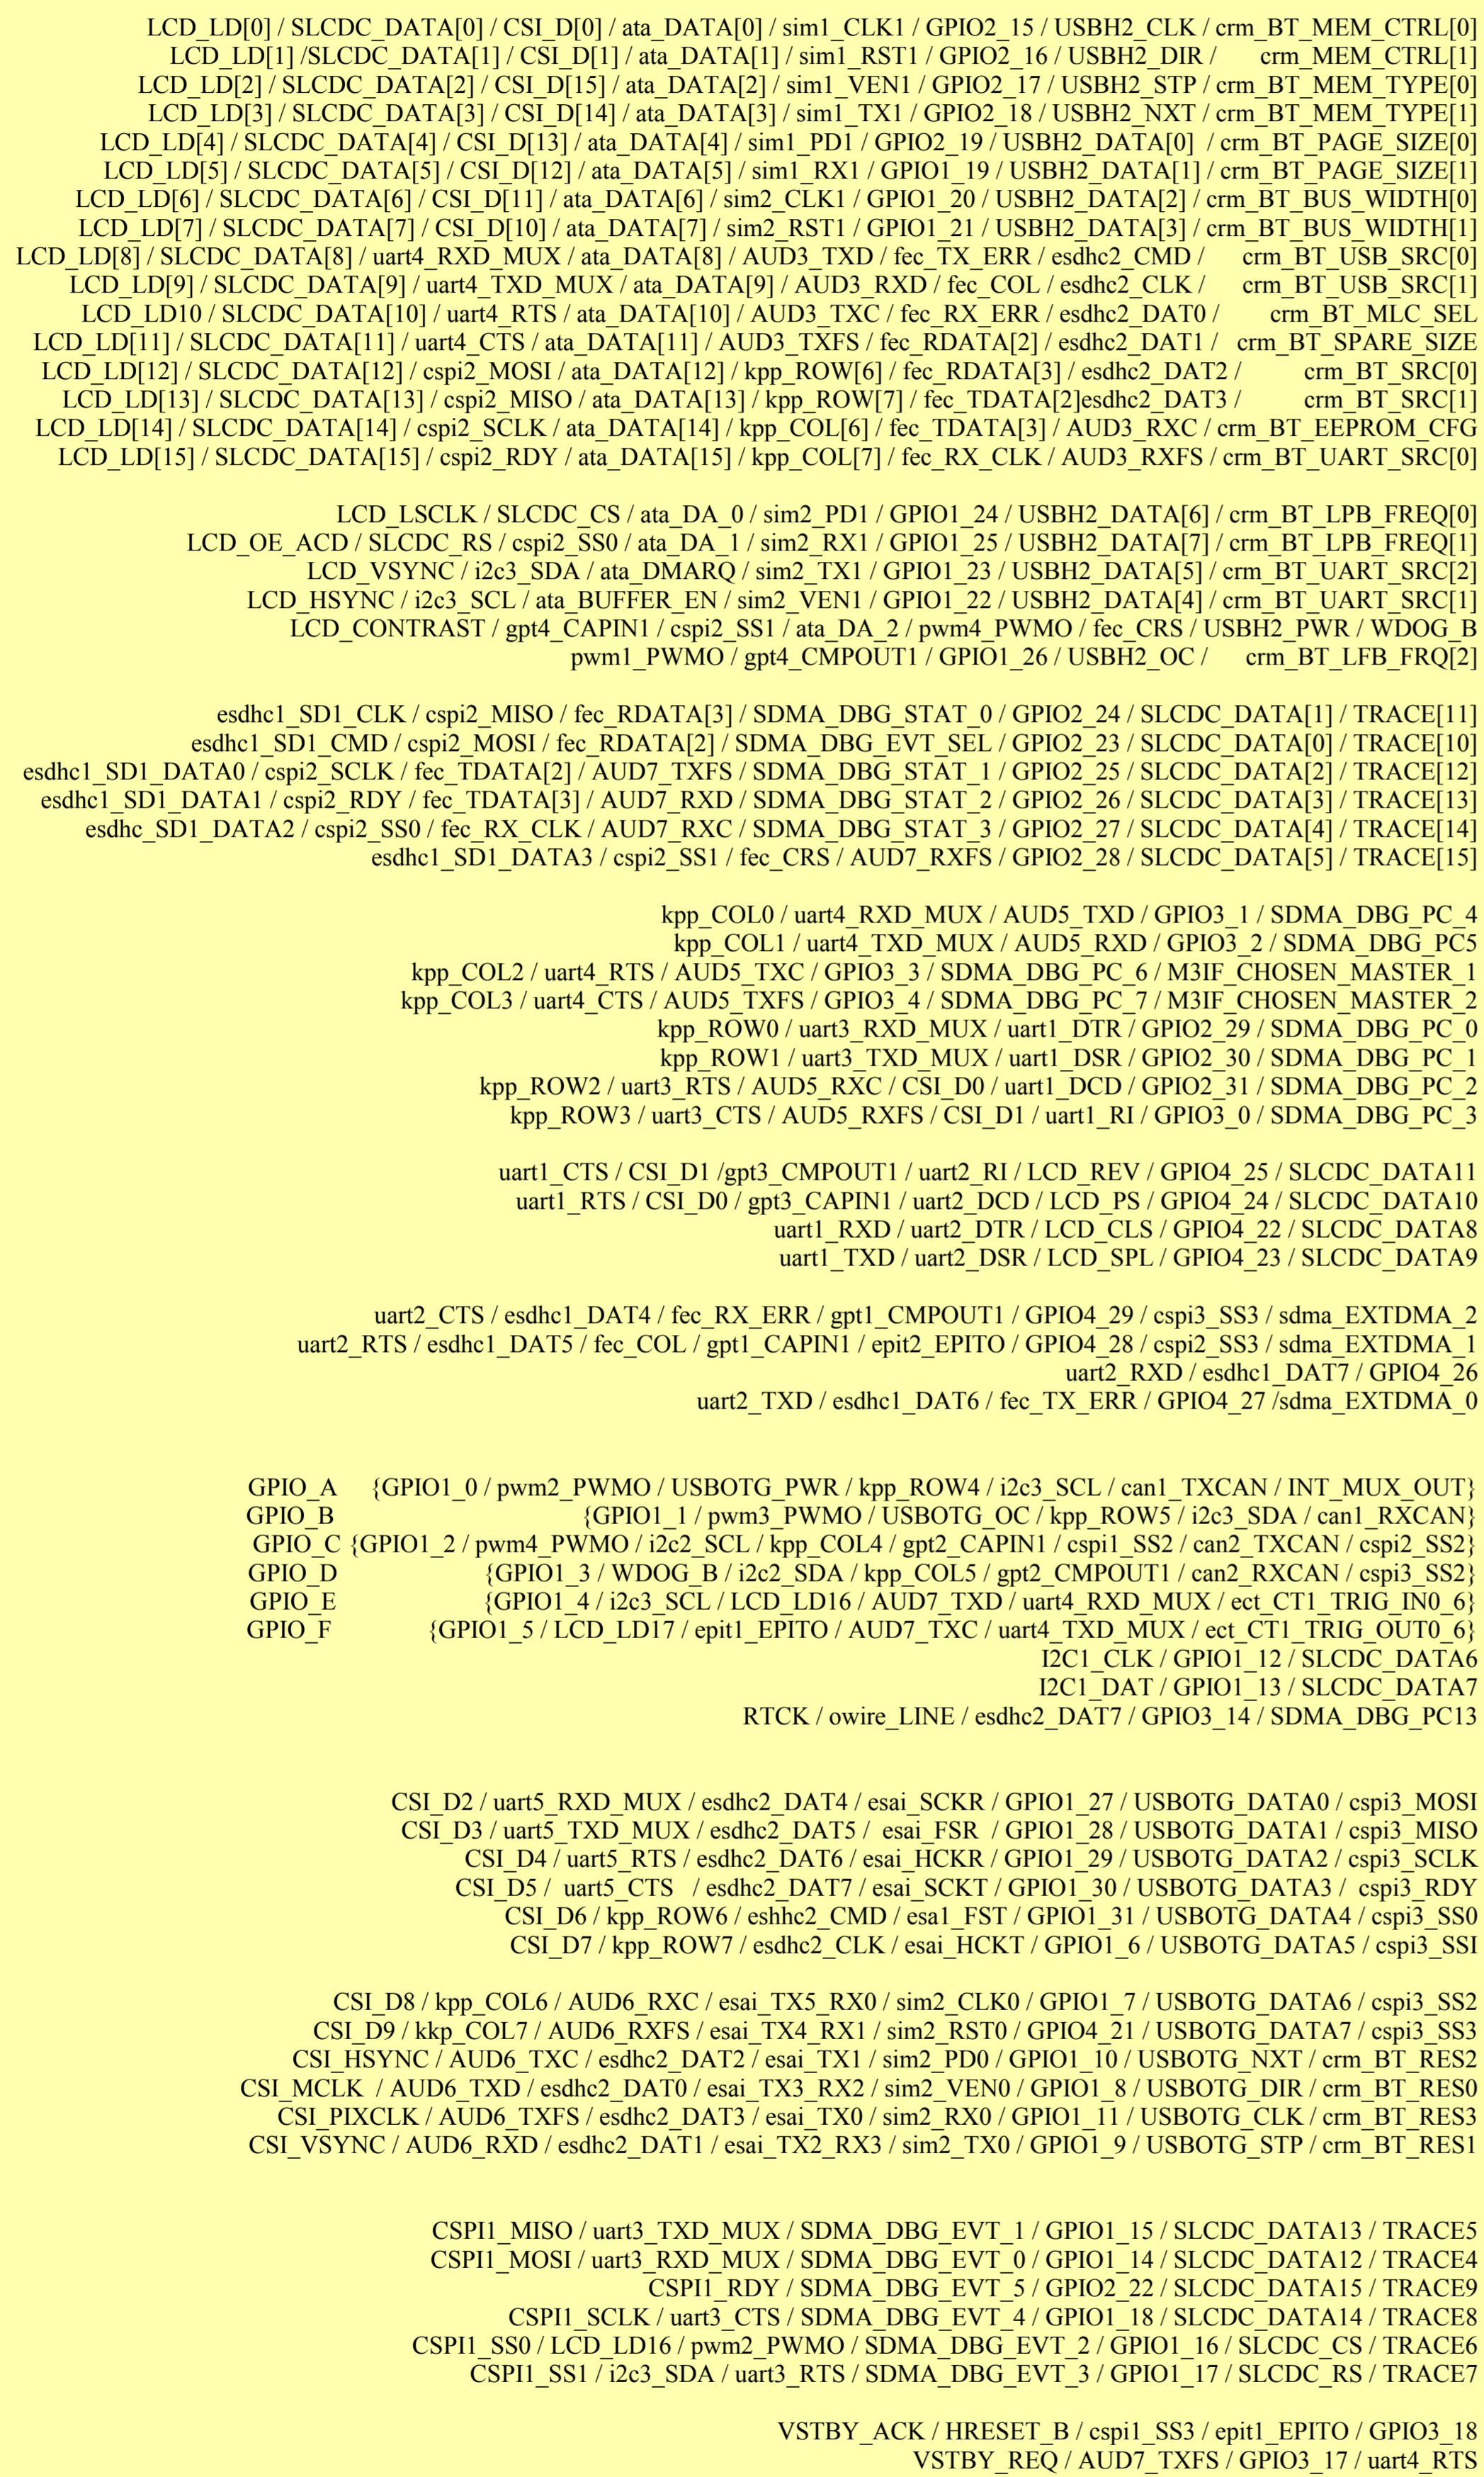 LCD_LD[0] / SLCDC_DATA[0] / CSI_D[0] / ata_DATA[0] / sim1_CLK1 / GPIO2_15 / USBH2_CLK / crm_BT_MEM_CTRL[0]
LCD_LD[1] /SLCDC_DATA[1] / CSI_D[1] / ata_DATA[1] / sim1_RST1 / GPIO2_16 / USBH2_DIR / crm_MEM_CTRL[1]
LCD_LD[2] / SLCDC_DATA[2] / CSI_D[15] / ata_DATA[2] / sim1_VEN1 / GPIO2_17 / USBH2_STP / crm_BT_MEM_TYPE[0]
LCD_LD[3] / SLCDC_DATA[3] / CSI_D[14] / ata_DATA[3] / sim1_TX1 / GPIO2_18 / USBH2_NXT / crm_BT_MEM_TYPE[1]
LCD_LD[4] / SLCDC_DATA[4] / CSI_D[13] / ata_DATA[4] / sim1_PD1 / GPIO2_19 / USBH2_DATA[0] / crm_BT_PAGE_SIZE[0]
LCD_LD[5] / SLCDC_DATA[5] / CSI_D[12] / ata_DATA[5] / sim1_RX1 / GPIO1_19 / USBH2_DATA[1] / crm_BT_PAGE_SIZE[1]
LCD_LD[6] / SLCDC_DATA[6] / CSI_D[11] / ata_DATA[6] / sim2_CLK1 / GPIO1_20 / USBH2_DATA[2] / crm_BT_BUS_WIDTH[0]
LCD_LD[7] / SLCDC_DATA[7] / CSI_D[10] / ata_DATA[7] / sim2_RST1 / GPIO1_21 / USBH2_DATA[3] / crm_BT_BUS_WIDTH[1]
LCD_LD[8] / SLCDC_DATA[8] / uart4_RXD_MUX / ata_DATA[8] / AUD3_TXD / fec_TX_ERR / esdhc2_CMD / crm_BT_USB_SRC[0]
LCD_LD[9] / SLCDC_DATA[9] / uart4_TXD_MUX / ata_DATA[9] / AUD3_RXD / fec_COL / esdhc2_CLK / crm_BT_USB_SRC[1]
LCD_LD10 / SLCDC_DATA[10] / uart4_RTS / ata_DATA[10] / AUD3_TXC / fec_RX_ERR / esdhc2_DAT0 / crm_BT_MLC_SEL
LCD_LD[11] / SLCDC_DATA[11] / uart4_CTS / ata_DATA[11] / AUD3_TXFS / fec_RDATA[2] / esdhc2_DAT1 / crm_BT_SPARE_SIZE
LCD_LD[12] / SLCDC_DATA[12] / cspi2_MOSI / ata_DATA[12] / kpp_ROW[6] / fec_RDATA[3] / esdhc2_DAT2 / crm_BT_SRC[0]
LCD_LD[13] / SLCDC_DATA[13] / cspi2_MISO / ata_DATA[13] / kpp_ROW[7] / fec_TDATA[2]esdhc2_DAT3 / crm_BT_SRC[1]
LCD_LD[14] / SLCDC_DATA[14] / cspi2_SCLK / ata_DATA[14] / kpp_COL[6] / fec_TDATA[3] / AUD3_RXC / crm_BT_EEPROM_CFG
LCD_LD[15] / SLCDC_DATA[15] / cspi2_RDY / ata_DATA[15] / kpp_COL[7] / fec_RX_CLK / AUD3_RXFS / crm_BT_UART_SRC[0]
LCD_LSCLK / SLCDC_CS / ata_DA_0 / sim2_PD1 / GPIO1_24 / USBH2_DATA[6] / crm_BT_LPB_FREQ[0]
LCD_OE_ACD / SLCDC_RS / cspi2_SS0 / ata_DA_1 / sim2_RX1 / GPIO1_25 / USBH2_DATA[7] / crm_BT_LPB_FREQ[1]
LCD_VSYNC / i2c3_SDA / ata_DMARQ / sim2_TX1 / GPIO1_23 / USBH2_DATA[5] / crm_BT_UART_SRC[2]
LCD_HSYNC / i2c3_SCL / ata_BUFFER_EN / sim2_VEN1 / GPIO1_22 / USBH2_DATA[4] / crm_BT_UART_SRC[1]
LCD_CONTRAST / gpt4_CAPIN1 / cspi2_SS1 / ata_DA_2 / pwm4_PWMO / fec_CRS / USBH2_PWR / WDOG_B
pwm1_PWMO / gpt4_CMPOUT1 / GPIO1_26 / USBH2_OC / crm_BT_LFB_FRQ[2]
esdhc1_SD1_CLK / cspi2_MISO / fec_RDATA[3] / SDMA_DBG_STAT_0 / GPIO2_24 / SLCDC_DATA[1] / TRACE[11]
esdhc1_SD1_CMD / cspi2_MOSI / fec_RDATA[2] / SDMA_DBG_EVT_SEL / GPIO2_23 / SLCDC_DATA[0] / TRACE[10]
esdhc1_SD1_DATA0 / cspi2_SCLK / fec_TDATA[2] / AUD7_TXFS / SDMA_DBG_STAT_1 / GPIO2_25 / SLCDC_DATA[2] / TRACE[12]
esdhc1_SD1_DATA1 / cspi2_RDY / fec_TDATA[3] / AUD7_RXD / SDMA_DBG_STAT_2 / GPIO2_26 / SLCDC_DATA[3] / TRACE[13]
esdhc_SD1_DATA2 / cspi2_SS0 / fec_RX_CLK / AUD7_RXC / SDMA_DBG_STAT_3 / GPIO2_27 / SLCDC_DATA[4] / TRACE[14]
esdhc1_SD1_DATA3 / cspi2_SS1 / fec_CRS / AUD7_RXFS / GPIO2_28 / SLCDC_DATA[5] / TRACE[15]
kpp_COL0 / uart4_RXD_MUX / AUD5_TXD / GPIO3_1 / SDMA_DBG_PC_4
kpp_COL1 / uart4_TXD_MUX / AUD5_RXD / GPIO3_2 / SDMA_DBG_PC5
kpp_COL2 / uart4_RTS / AUD5_TXC / GPIO3_3 / SDMA_DBG_PC_6 / M3IF_CHOSEN_MASTER_1
kpp_COL3 / uart4_CTS / AUD5_TXFS / GPIO3_4 / SDMA_DBG_PC_7 / M3IF_CHOSEN_MASTER_2
kpp_ROW0 / uart3_RXD_MUX / uart1_DTR / GPIO2_29 / SDMA_DBG_PC_0
kpp_ROW1 / uart3_TXD_MUX / uart1_DSR / GPIO2_30 / SDMA_DBG_PC_1
kpp_ROW2 / uart3_RTS / AUD5_RXC / CSI_D0 / uart1_DCD / GPIO2_31 / SDMA_DBG_PC_2
kpp_ROW3 / uart3_CTS / AUD5_RXFS / CSI_D1 / uart1_RI / GPIO3_0 / SDMA_DBG_PC_3
uart1_CTS / CSI_D1 /gpt3_CMPOUT1 / uart2_RI / LCD_REV / GPIO4_25 / SLCDC_DATA11
uart1_RTS / CSI_D0 / gpt3_CAPIN1 / uart2_DCD / LCD_PS / GPIO4_24 / SLCDC_DATA10
uart1_RXD / uart2_DTR / LCD_CLS / GPIO4_22 / SLCDC_DATA8
uart1_TXD / uart2_DSR / LCD_SPL / GPIO4_23 / SLCDC_DATA9
uart2_CTS / esdhc1_DAT4 / fec_RX_ERR / gpt1_CMPOUT1 / GPIO4_29 / cspi3_SS3 / sdma_EXTDMA_2
uart2_RTS / esdhc1_DAT5 / fec_COL / gpt1_CAPIN1 / epit2_EPITO / GPIO4_28 / cspi2_SS3 / sdma_EXTDMA_1
uart2_RXD / esdhc1_DAT7 / GPIO4_26
uart2_TXD / esdhc1_DAT6 / fec_TX_ERR / GPIO4_27 /sdma_EXTDMA_0
GPIO_A {GPIO1_0 / pwm2_PWMO / USBOTG_PWR / kpp_ROW4 / i2c3_SCL / can1_TXCAN / INT_MUX_OUT}
GPIO_B {GPIO1_1 / pwm3_PWMO / USBOTG_OC / kpp_ROW5 / i2c3_SDA / can1_RXCAN}
GPIO_C {GPIO1_2 / pwm4_PWMO / i2c2_SCL / kpp_COL4 / gpt2_CAPIN1 / cspi1_SS2 / can2_TXCAN / cspi2_SS2}
GPIO_D {GPIO1_3 / WDOG_B / i2c2_SDA / kpp_COL5 / gpt2_CMPOUT1 / can2_RXCAN / cspi3_SS2}
GPIO_E {GPIO1_4 / i2c3_SCL / LCD_LD16 / AUD7_TXD / uart4_RXD_MUX / ect_CT1_TRIG_IN0_6}
GPIO_F {GPIO1_5 / LCD_LD17 / epit1_EPITO / AUD7_TXC / uart4_TXD_MUX / ect_CT1_TRIG_OUT0_6}
I2C1_CLK / GPIO1_12 / SLCDC_DATA6
I2C1_DAT / GPIO1_13 / SLCDC_DATA7
RTCK / owire_LINE / esdhc2_DAT7 / GPIO3_14 / SDMA_DBG_PC13
CSI_D2 / uart5_RXD_MUX / esdhc2_DAT4 / esai_SCKR / GPIO1_27 / USBOTG_DATA0 / cspi3_MOSI
CSI_D3 / uart5_TXD_MUX / esdhc2_DAT5 / esai_FSR / GPIO1_28 / USBOTG_DATA1 / cspi3_MISO
CSI_D4 / uart5_RTS / esdhc2_DAT6 / esai_HCKR / GPIO1_29 / USBOTG_DATA2 / cspi3_SCLK
CSI_D5 / uart5_CTS / esdhc2_DAT7 / esai_SCKT / GPIO1_30 / USBOTG_DATA3 / cspi3_RDY
CSI_D6 / kpp_ROW6 / eshhc2_CMD / esa1_FST / GPIO1_31 / USBOTG_DATA4 / cspi3_SS0
CSI_D7 / kpp_ROW7 / esdhc2_CLK / esai_HCKT / GPIO1_6 / USBOTG_DATA5 / cspi3_SSI
CSI_D8 / kpp_COL6 / AUD6_RXC / esai_TX5_RX0 / sim2_CLK0 / GPIO1_7 / USBOTG_DATA6 / cspi3_SS2
CSI_D9 / kkp_COL7 / AUD6_RXFS / esai_TX4_RX1 / sim2_RST0 / GPIO4_21 / USBOTG_DATA7 / cspi3_SS3
CSI_HSYNC / AUD6_TXC / esdhc2_DAT2 / esai_TX1 / sim2_PD0 / GPIO1_10 / USBOTG_NXT / crm_BT_RES2
CSI_MCLK / AUD6_TXD / esdhc2_DAT0 / esai_TX3_RX2 / sim2_VEN0 / GPIO1_8 / USBOTG_DIR / crm_BT_RES0
CSI_PIXCLK / AUD6_TXFS / esdhc2_DAT3 / esai_TX0 / sim2_RX0 / GPIO1_11 / USBOTG_CLK / crm_BT_RES3
CSI_VSYNC / AUD6_RXD / esdhc2_DAT1 / esai_TX2_RX3 / sim2_TX0 / GPIO1_9 / USBOTG_STP / crm_BT_RES1
CSPI1_MISO / uart3_TXD_MUX / SDMA_DBG_EVT_1 / GPIO1_15 / SLCDC_DATA13 / TRACE5
CSPI1_MOSI / uart3_RXD_MUX / SDMA_DBG_EVT_0 / GPIO1_14 / SLCDC_DATA12 / TRACE4
CSPI1_RDY / SDMA_DBG_EVT_5 / GPIO2_22 / SLCDC_DATA15 / TRACE9
CSPI1_SCLK / uart3_CTS / SDMA_DBG_EVT_4 / GPIO1_18 / SLCDC_DATA14 / TRACE8
CSPI1_SS0 / LCD_LD16 / pwm2_PWMO / SDMA_DBG_EVT_2 / GPIO1_16 / SLCDC_CS / TRACE6
CSPI1_SS1 / i2c3_SDA / uart3_RTS / SDMA_DBG_EVT_3 / GPIO1_17 / SLCDC_RS / TRACE7
VSTBY_ACK / HRESET_B / cspi1_SS3 / epit1_EPITO / GPIO3_18
VSTBY_REQ / AUD7_TXFS / GPIO3_17 / uart4_RTS